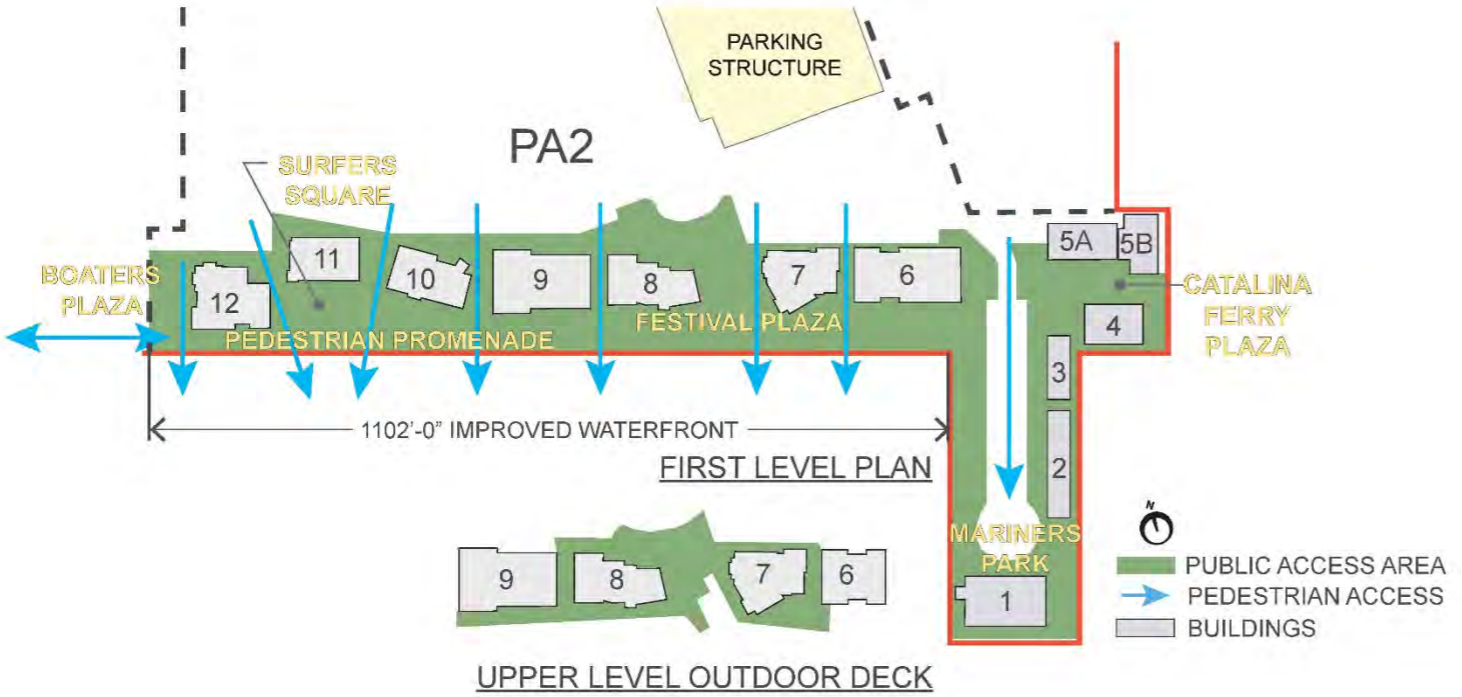 PARKING
STRUCTURE
PA2
SURFERS
SQUARE
BOATERS
PLAZA
12
11
10
9
8
7
6
5A
5B
4
3
2
1
PEDESTRIAN PROMENADE
FESTIVAL PLAZA
CATALINA
FERRY
PLAZA
1102'-0" IMPROVED WATERFRONT
FIRST LEVEL PLAN
MARINERS
PARK
9
8
7
6
UPPER LEVEL OUTDOOR DECK
N
PUBLIC ACCESS AREA
PEDESTRIAN ACCESS
BUILDINGS